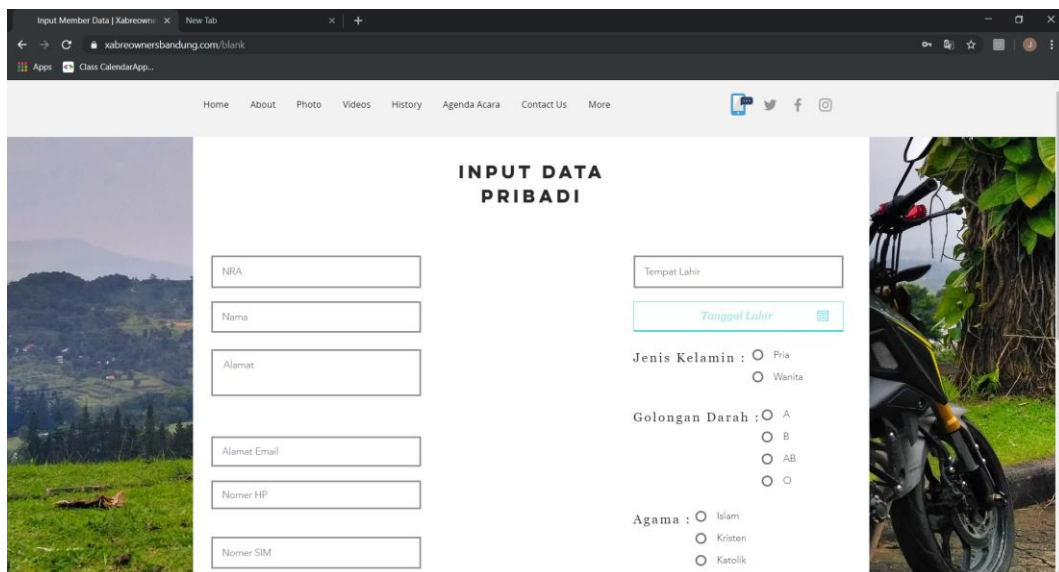 Input Member Data | Xabreowner
New Tab
xabreownersbandung.com/blank
Apps
Class CalendarApp...
Home About Photo Videos History Agenda Acara Contact Us More
INPUT DATA
PRIBADI
NRA
Nama
Alamat
Alamat Email
Nomer HP
Nomer SIM
Tempat Lahir
Tanggal Lahir
Jenis Kelamin : Pria
Wanita
Golongan Darah : A
B
AB
O
Agama : Islam
Kristen
Katolik